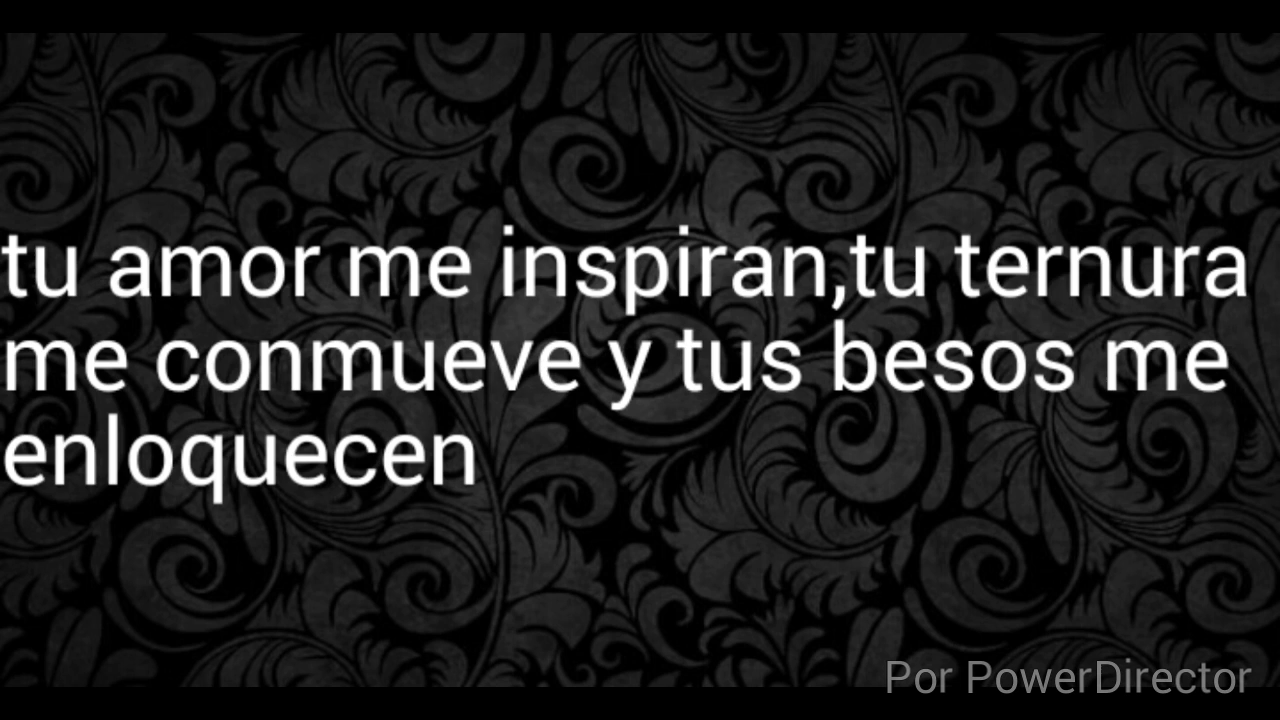 tu amor me inspiran,tu ternura
me conmueve y tus besos me
enloquecen
Por PowerDirector